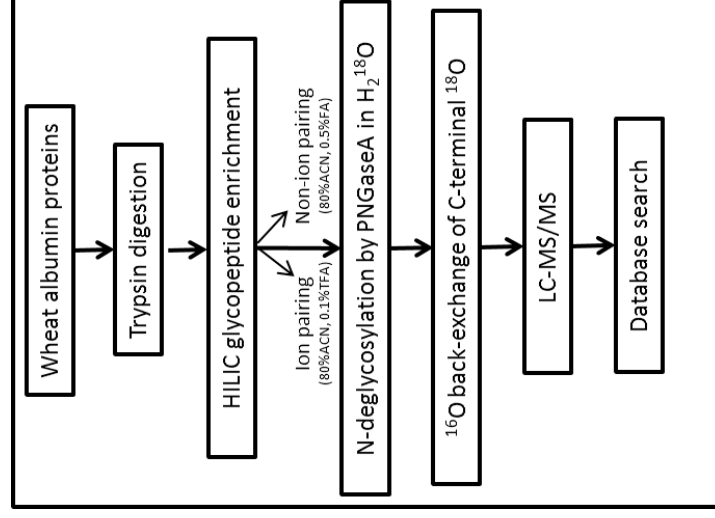 Wheat albumin proteins
Trypsin digestion
HILIC glycopeptide enrichment
Ion pairing
(80%ACN, 0.1%TFA)
Non-ion pairing
(80%ACN, 0.5%FA)
N-deglycosylation by PNGaseA in H₂¹⁸O
¹⁶O back-exchange of C-terminal ¹⁸O
LC-MS/MS
Database search